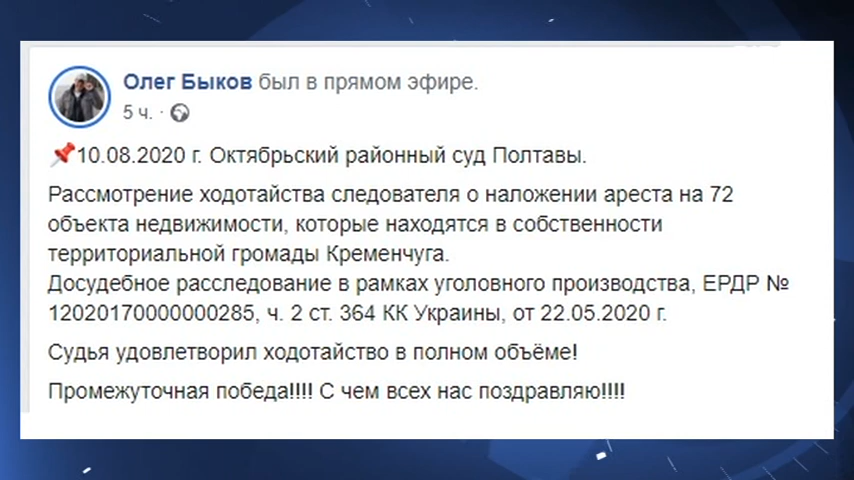 Олег Быков был в прямом эфире.
5 ч. ·
📌10.08.2020 г. Октябрьский районный суд Полтавы.
Рассмотрение ходотайства следователя о наложении ареста на 72
объекта недвижимости, которые находятся в собственности
территориальной громады Кременчуга.
Досудебное расследование в рамках уголовного производства, ЕРДР №
12020170000000285, ч. 2 ст. 364 КК Украины, от 22.05.2020 г.
Судья удовлетворил ходотайство в полном объёме!
Промежуточная победа!!!! С чем всех нас поздравляю!!!!